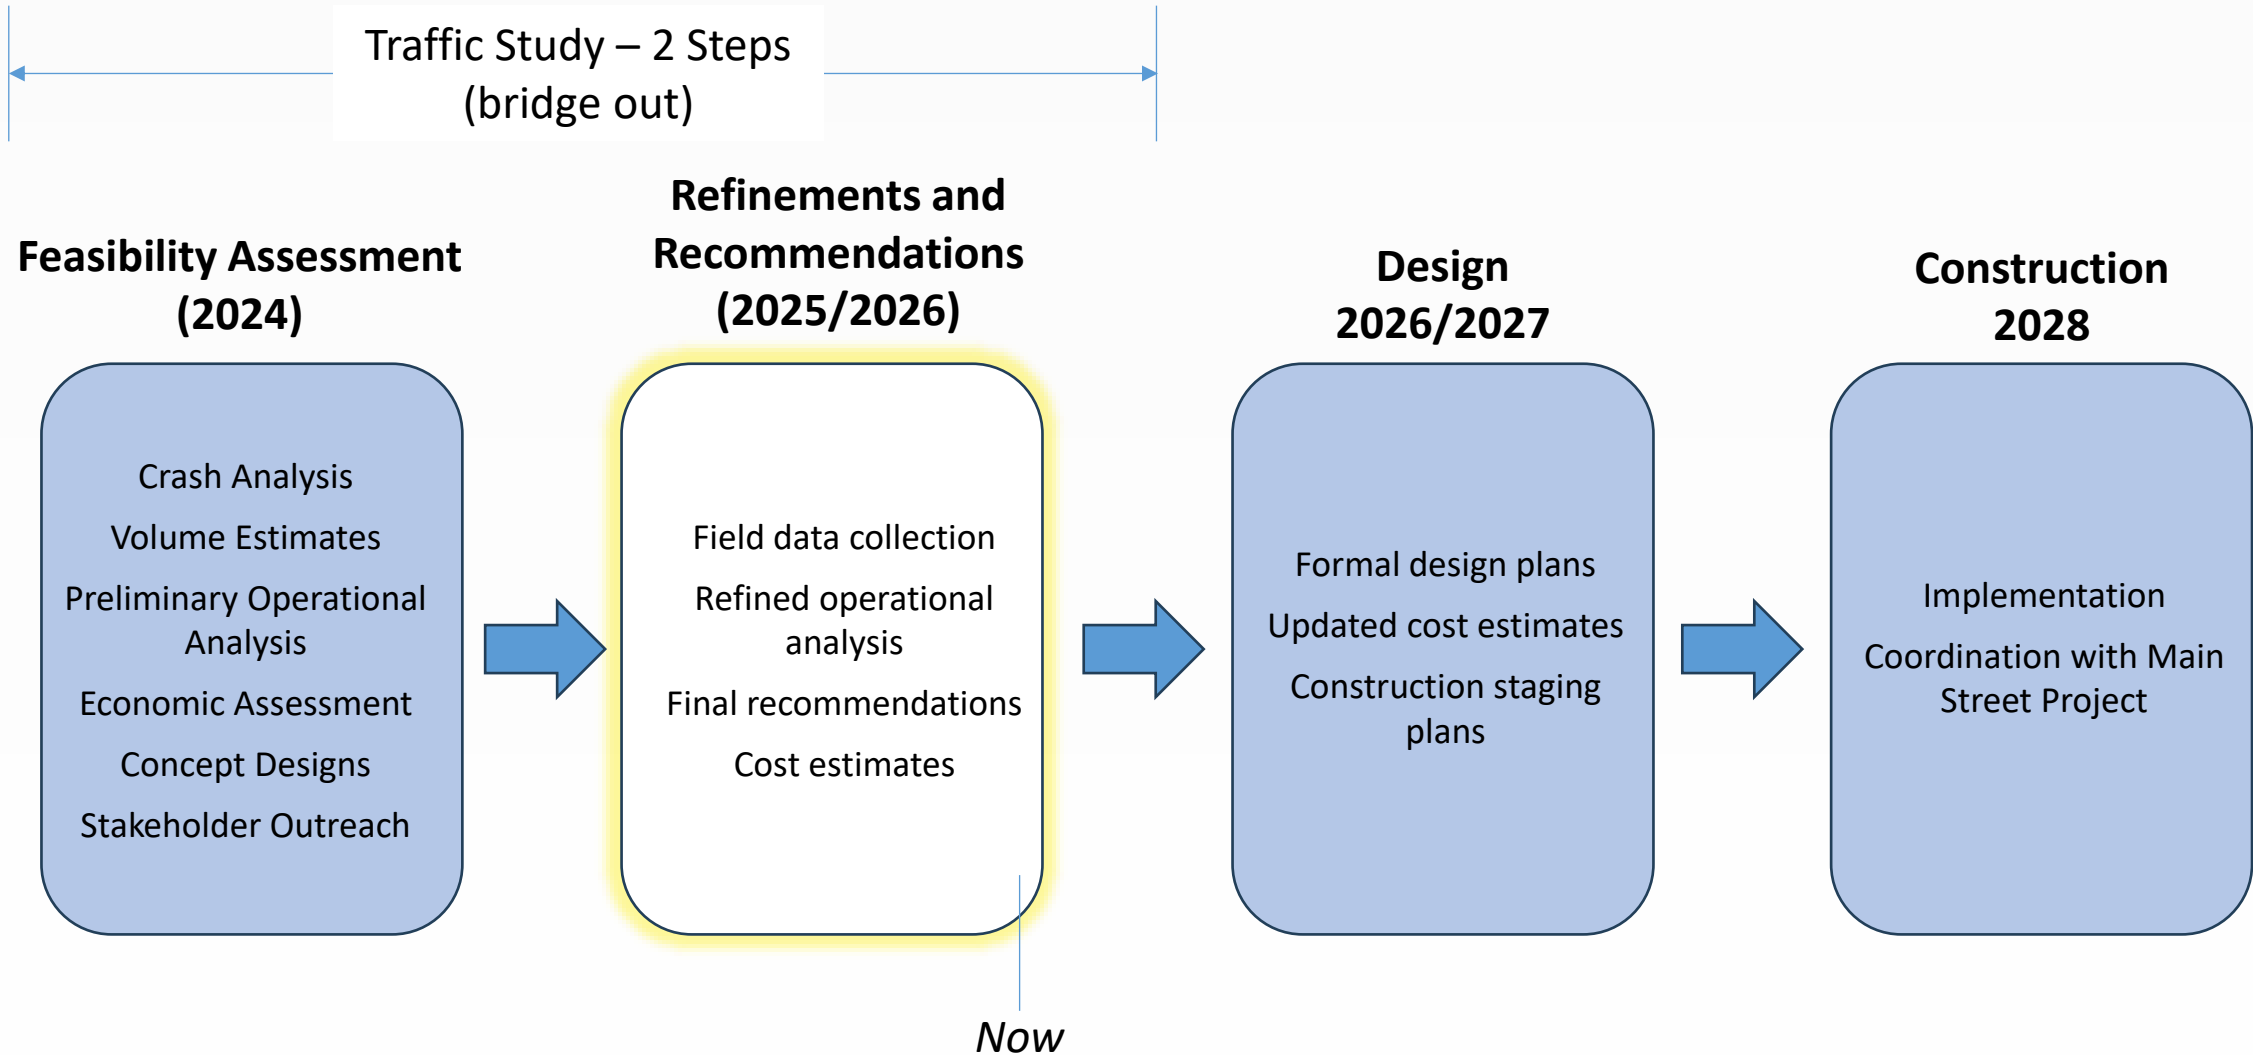 Traffic Study – 2 Steps
(bridge out)
Feasibility Assessment
(2024)
Crash Analysis
Volume Estimates
Preliminary Operational
Analysis
Economic Assessment
Concept Designs
Stakeholder Outreach
Refinements and
Recommendations
(2025/2026)
Field data collection
Refined operational
analysis
Final recommendations
Cost estimates
Now
Design
2026/2027
Formal design plans
Updated cost estimates
Construction staging
plans
Construction
2028
Implementation
Coordination with Main
Street Project